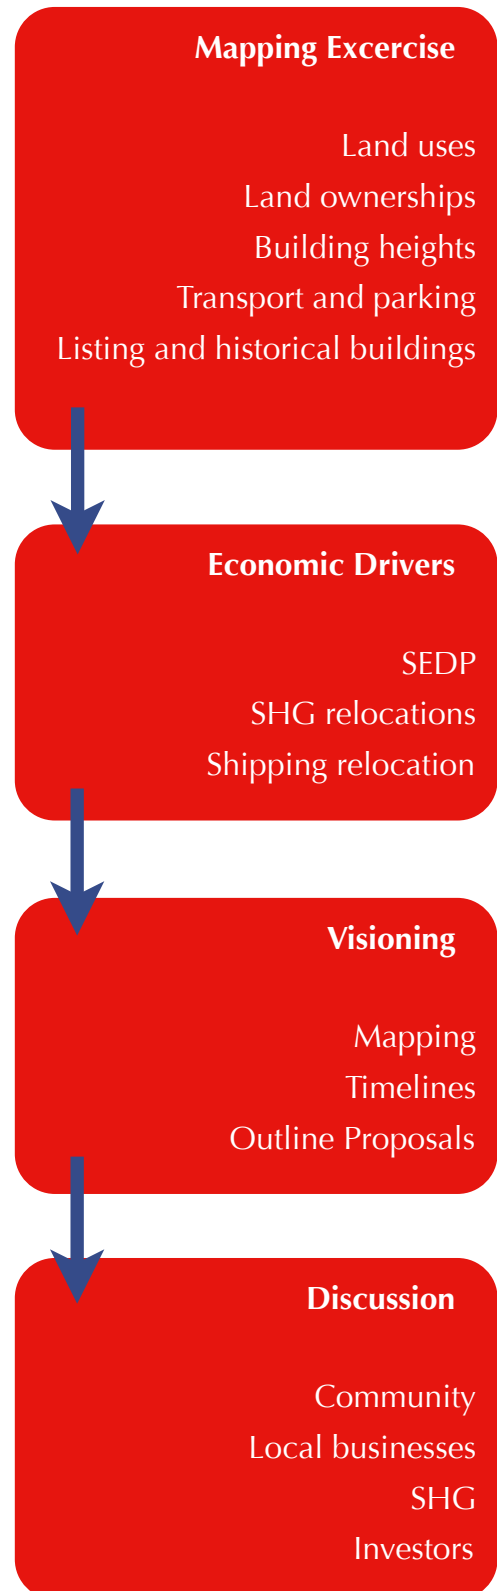 Mapping Excercise
Land uses
Land ownerships
Building heights
Transport and parking
Listing and historical buildings
Economic Drivers
SEDP
SHG relocations
Shipping relocation
Visioning
Mapping
Timelines
Outline Proposals
Discussion
Community
Local businesses
SHG
Investors